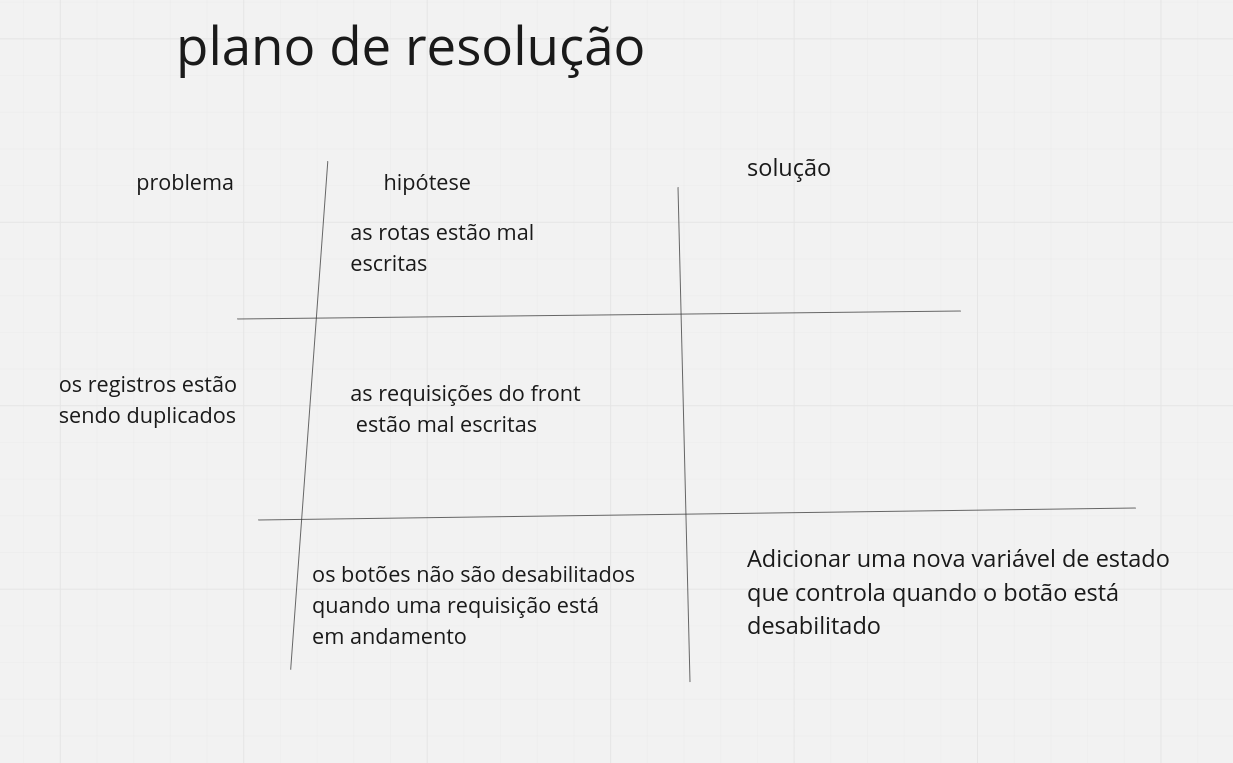 plano de resolução
problema
hipótese
solução
as rotas estão mal
escritas
os registros estão
sendo duplicados
as requisições do front
estão mal escritas
os botões não são desabilitados
quando uma requisição está
em andamento
Adicionar uma nova variável de estado
que controla quando o botão está
desabilitado